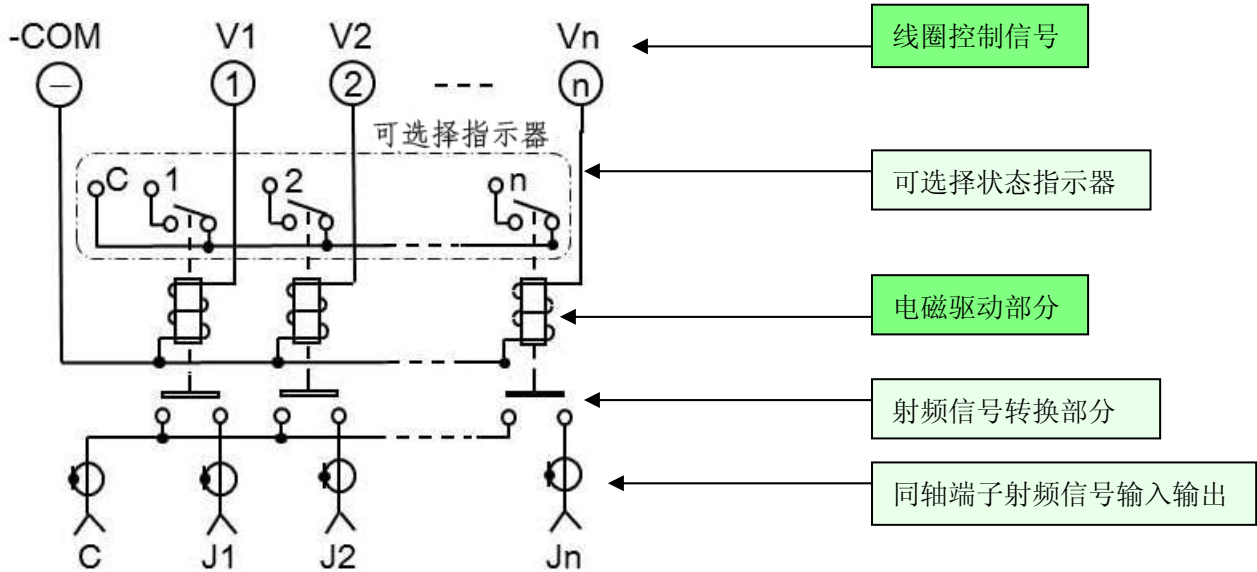 -COM V1 V2 Vn
− 1 2 n
线圈控制信号
可选择指示器
C 1 2 n
可选择状态指示器
电磁驱动部分
射频信号转换部分
同轴端子射频信号输入输出
C J1 J2 Jn